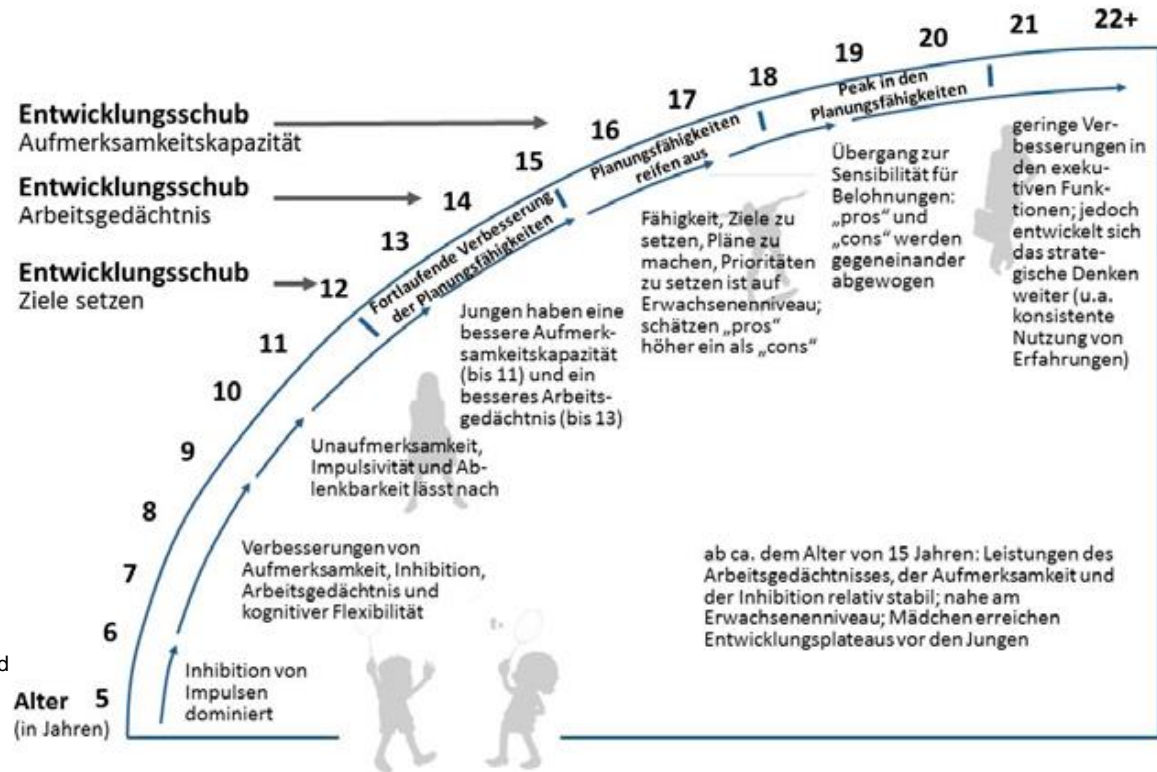 Entwicklungsschub
Aufmerksamkeitskapazität
Entwicklungsschub
Arbeitsgedächtnis
Entwicklungsschub
Ziele setzen
Alter
(in Jahren)
5
6
7
8
9
10
11
12
13
14
15
16
17
18
19
20
21
22+
Fortlaufende Verbesserung
der Planungsfähigkeiten
Planungsfähigkeiten
reifen aus
Peak in den
Planungsfähigkeiten
Inhibition von
Impulsen
dominiert
Verbesserungen von
Aufmerksamkeit, Inhibition,
Arbeitsgedächtnis und
kognitiver Flexibilität
Unaufmerksamkeit,
Impulsivität und Ab-
lenkbarkeit lässt nach
Jungen haben eine
bessere Aufmerk-
samkeitskapazität
(bis 11) und ein
besseres Arbeits-
gedächtnis (bis 13)
Fähigkeit, Ziele zu
setzen, Pläne zu
machen, Prioritäten
zu setzen ist auf
Erwachsenenniveau;
schätzen „pros“
höher ein als „cons“
Übergang zur
Sensibilität für
Belohnungen:
„pros“ und
„cons“ werden
gegeneinander
abgewogen
geringe Ver-
besserungen in
den exeku-
tiven Funk-
tionen; jedoch
entwickelt sich
das strate-
gische Denken
weiter (u.a.
konsistente
Nutzung von
Erfahrungen)
ab ca. dem Alter von 15 Jahren: Leistungen des
Arbeitsgedächtnisses, der Aufmerksamkeit und
der Inhibition relativ stabil; nahe am
Erwachsenenniveau; Mädchen erreichen
Entwicklungsplateaus vor den Jungen